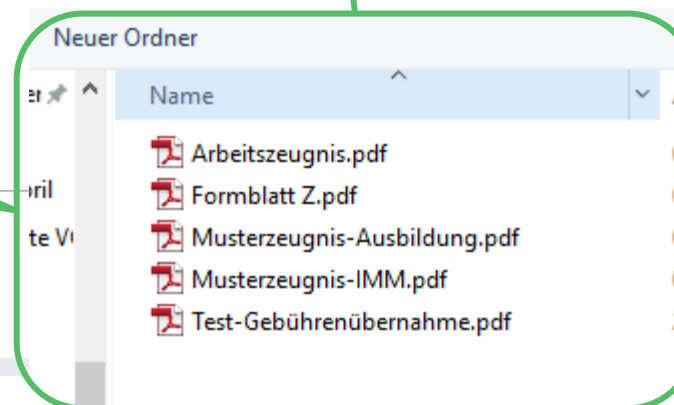 Neuer Ordner
Name
Arbeitszeugnis.pdf
Formblatt Z.pdf
Musterzeugnis-Ausbildung.pdf
Musterzeugnis-IMM.pdf
Test-Gebührenübernahme.pdf